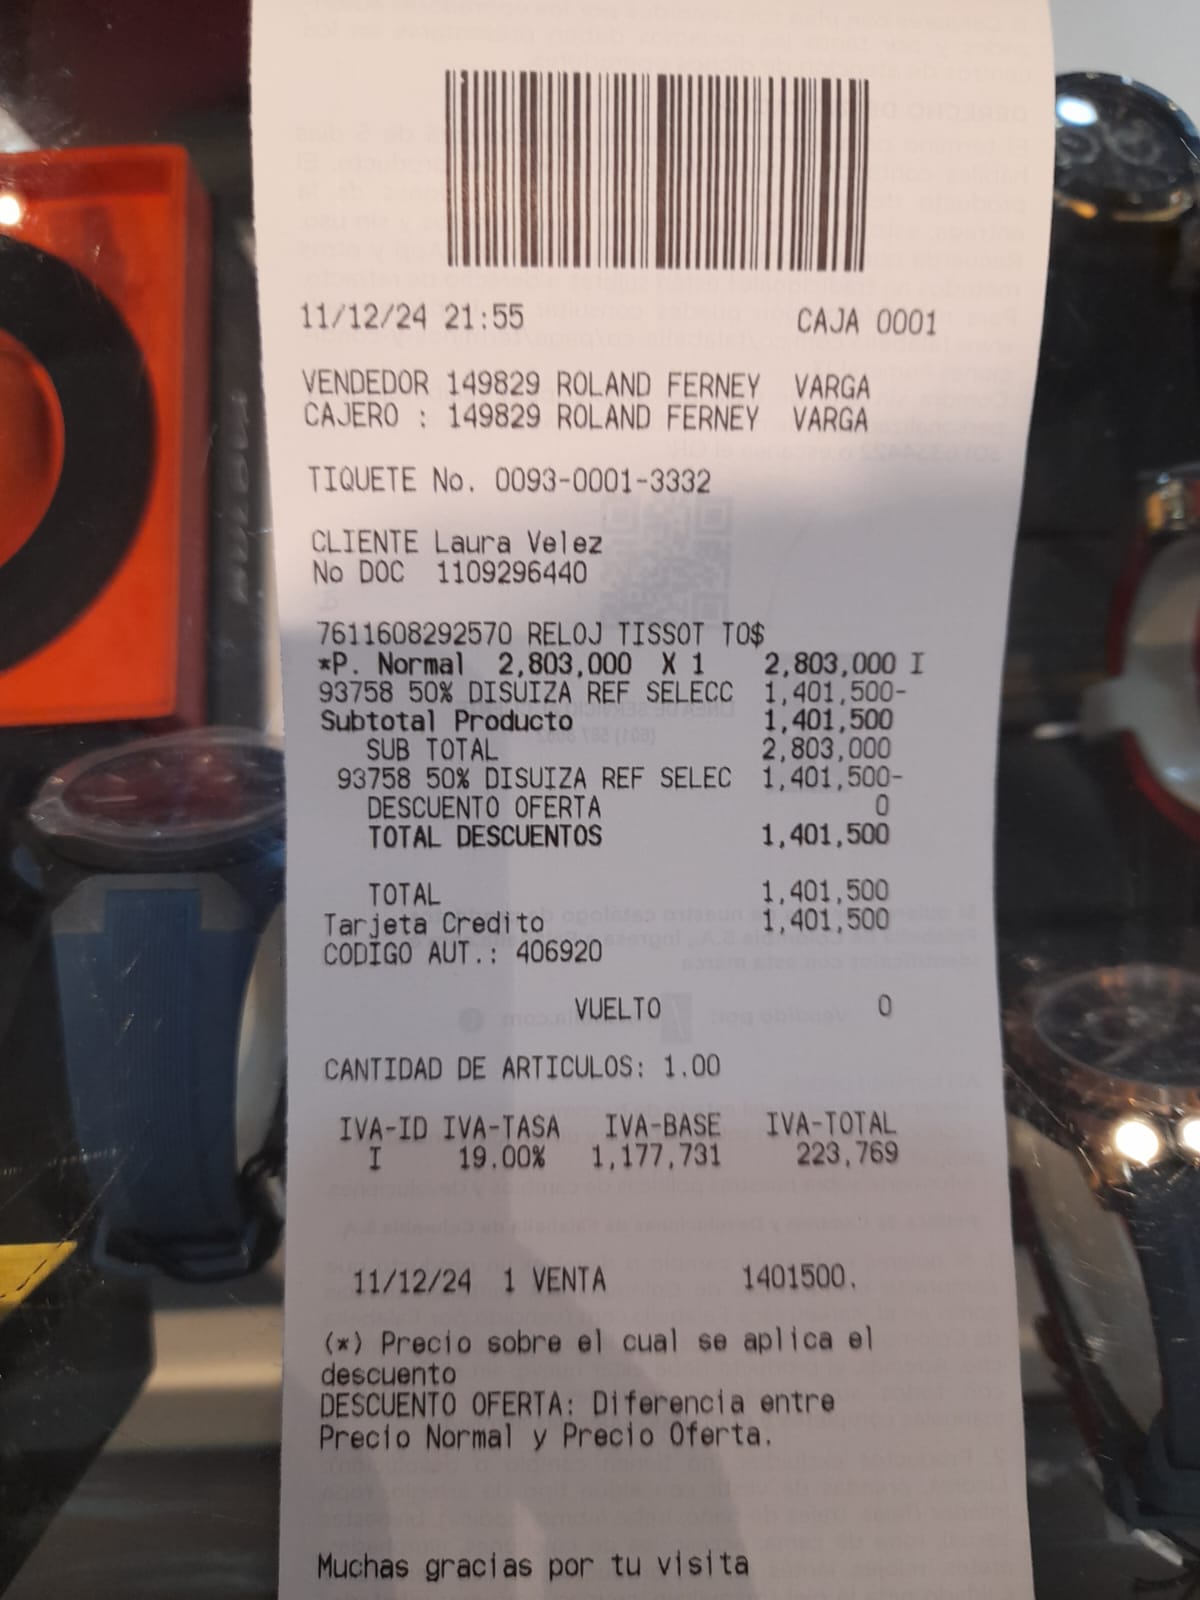 11/12/24 21:55 CAJA 0001
VENDEDOR 149829 ROLAND FERNEY VARGA
CAJERO : 149829 ROLAND FERNEY VARGA
TIQUETE No. 0093-0001-3332
CLIENTE Laura Velez
No DOC 1109296440
7611608292570 RELOJ TISSOT TO$
*P. Normal 2,803,000 X 1 2,803,000 I
93758 50% DISUIZA REF SELECC 1,401,500-
Subtotal Producto 1,401,500
SUB TOTAL 2,803,000
93758 50% DISUIZA REF SELEC 1,401,500-
DESCUENTO OFERTA 0
TOTAL DESCUENTOS 1,401,500
TOTAL 1,401,500
Tarjeta Credito 1,401,500
CODIGO AUT.: 406920
VUELTO 0
CANTIDAD DE ARTICULOS: 1.00
IVA-ID IVA-TASA IVA-BASE IVA-TOTAL
I 19.00% 1,177,731 223,769
11/12/24 1 VENTA 1401500.
(*) Precio sobre el cual se aplica el
descuento
DESCUENTO OFERTA: Diferencia entre
Precio Normal y Precio Oferta.
Muchas gracias por tu visita